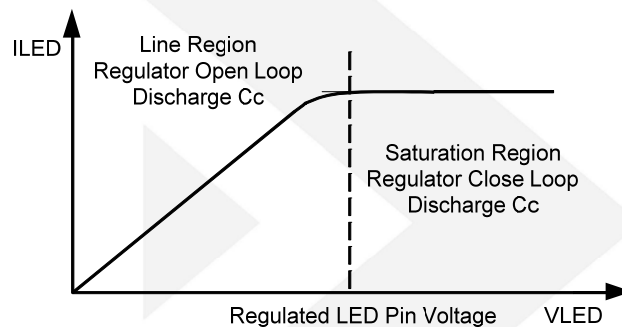 ILED
Line Region
Regulator Open Loop
Discharge Cc
Saturation Region
Regulator Close Loop
Discharge Cc
Regulated LED Pin Voltage
VLED